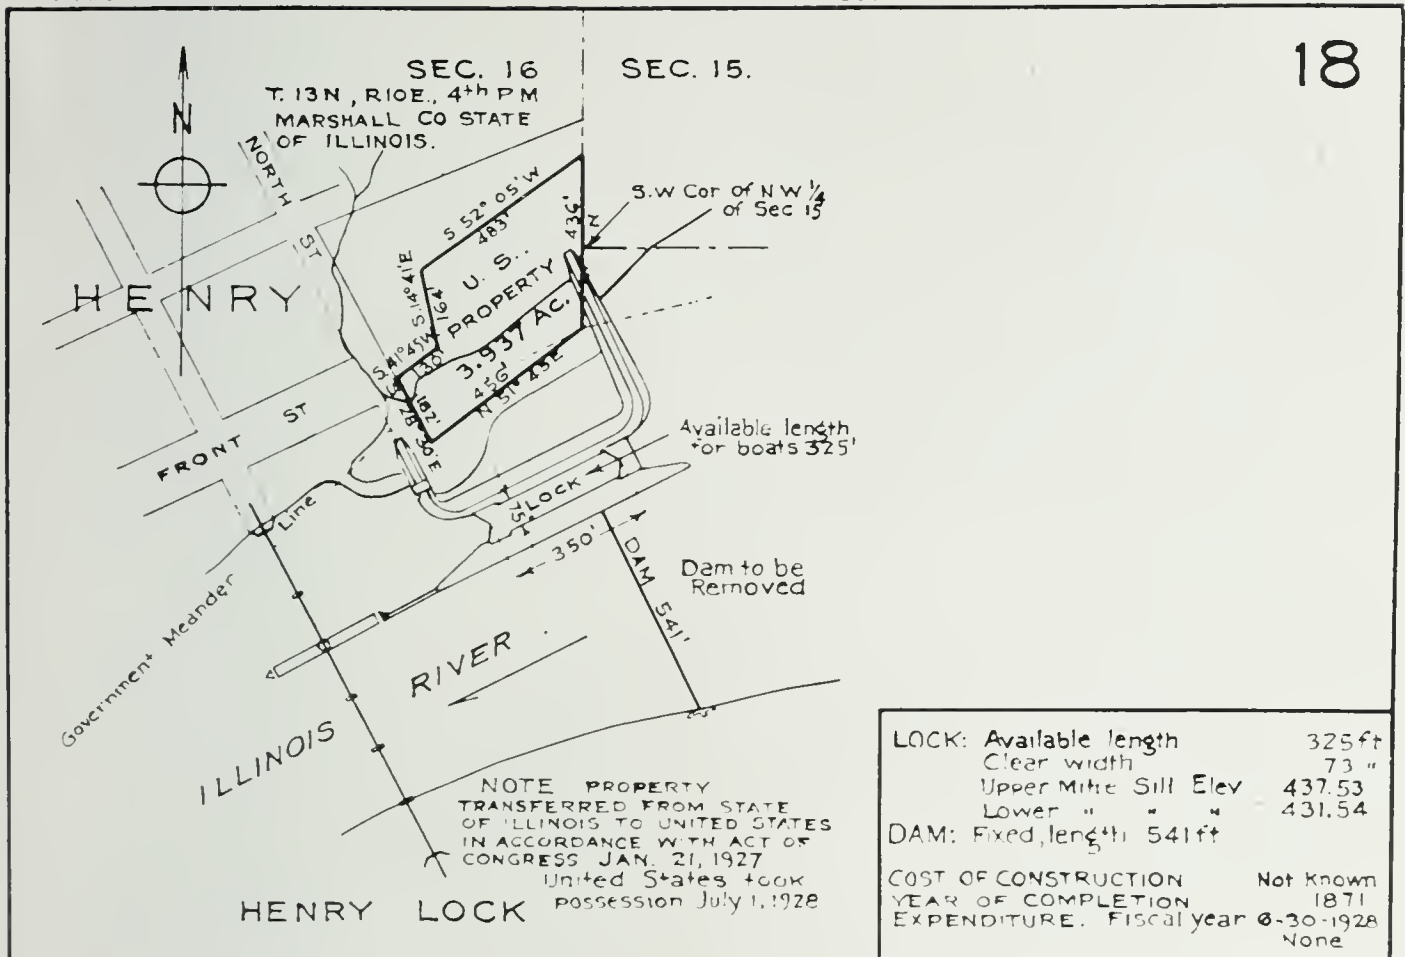 18
SEC. 16
SEC. 15.
T. 13N, R10E., 4th P M
MARSHALL CO STATE
OF ILLINOIS.
N
NORTH
ST
HENRY
S.W Cor of N W 1/4
of Sec 15
S 52° 05' W
483'
436'
N
S. 14° 41' E
164'
U. S.
PROPERTY
3.937 AC.
S 41° 45' W
130'
456'
N 51° 43' E
182'
28° 30' E
FRONT ST
Available length
for boats 325'
LOCK
75'
350'
DAM 541'
Dam to be
Removed
Government Meander Line
ILLINOIS RIVER
NOTE PROPERTY
TRANSFERRED FROM STATE
OF ILLINOIS TO UNITED STATES
IN ACCORDANCE WITH ACT OF
CONGRESS JAN. 21, 1927
United States took
possession July 1, 1928
HENRY LOCK
LOCK: Available length 325 ft
Clear width 73 "
Upper Mitre Sill Elev 437.53
Lower " " " 431.54
DAM: Fixed, length 541 ft
COST OF CONSTRUCTION Not Known
YEAR OF COMPLETION 1871
EXPENDITURE. Fiscal year 6-30-1928
None